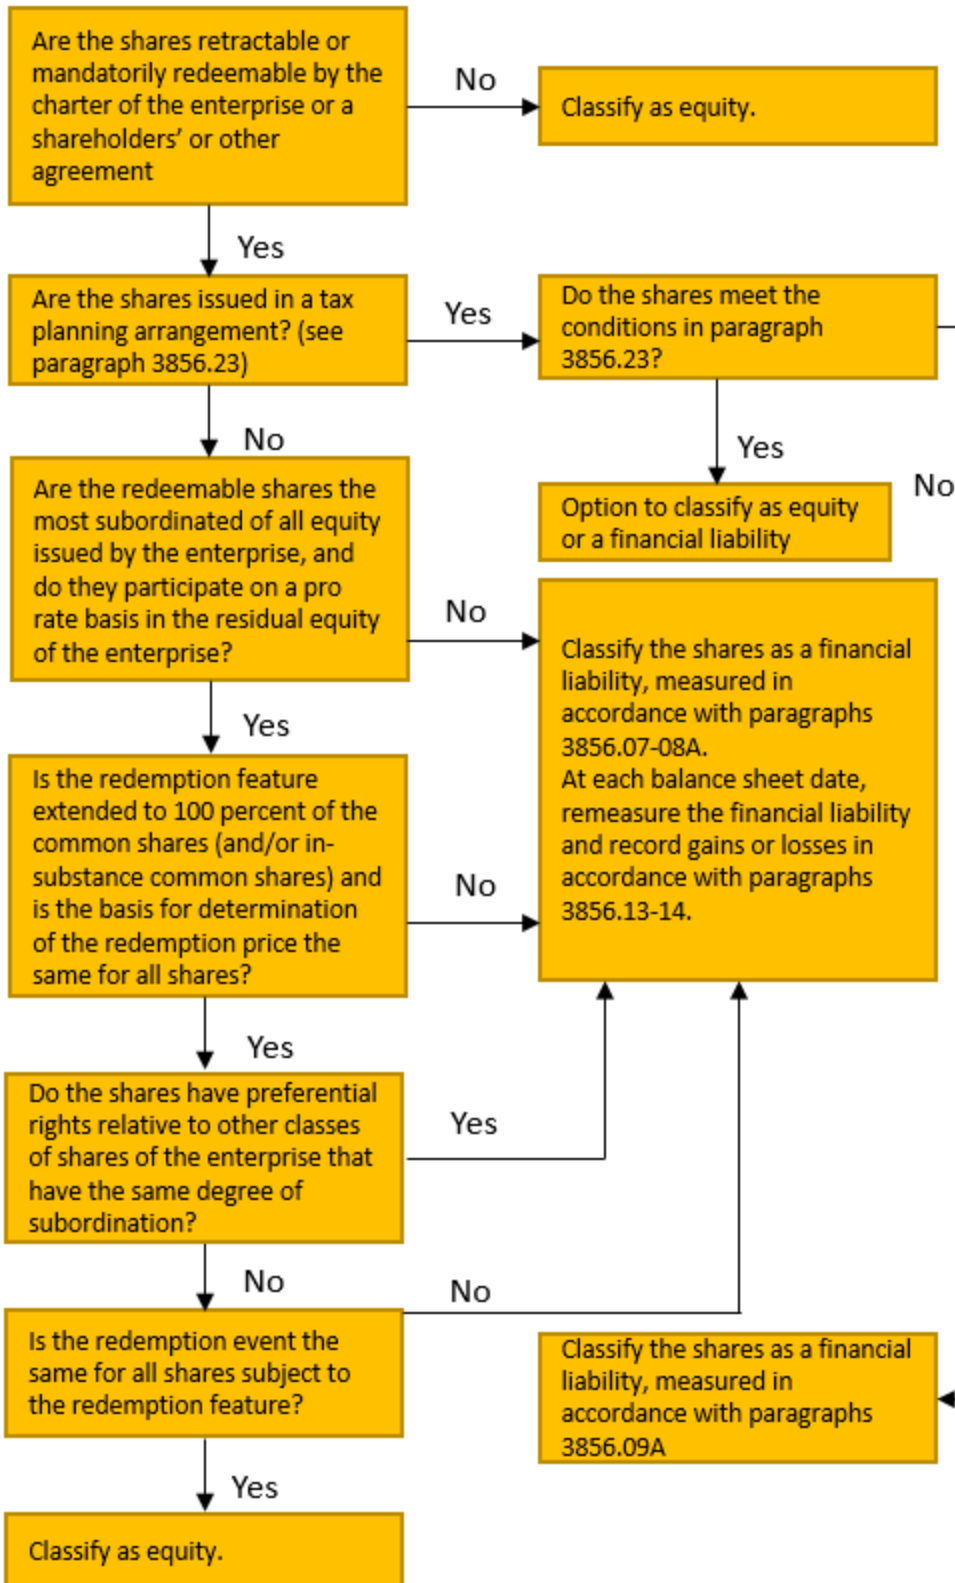 Are the shares retractable or
mandatorily redeemable by the
charter of the enterprise or a
shareholders’ or other
agreement
No
Classify as equity.
Yes
Are the shares issued in a tax
planning arrangement? (see
paragraph 3856.23)
Yes
Do the shares meet the
conditions in paragraph
3856.23?
No
Yes
No
Option to classify as equity
or a financial liability
Are the redeemable shares the
most subordinated of all equity
issued by the enterprise, and
do they participate on a pro
rate basis in the residual equity
of the enterprise?
No
Classify the shares as a financial
liability, measured in
accordance with paragraphs
3856.07-08A.
At each balance sheet date,
remeasure the financial liability
and record gains or losses in
accordance with paragraphs
3856.13-14.
Yes
Is the redemption feature
extended to 100 percent of the
common shares (and/or in-
substance common shares) and
is the basis for determination
of the redemption price the
same for all shares?
No
Yes
Do the shares have preferential
rights relative to other classes
of shares of the enterprise that
have the same degree of
subordination?
Yes
No
Is the redemption event the
same for all shares subject to
the redemption feature?
No
Classify the shares as a financial
liability, measured in
accordance with paragraphs
3856.09A
Yes
Classify as equity.